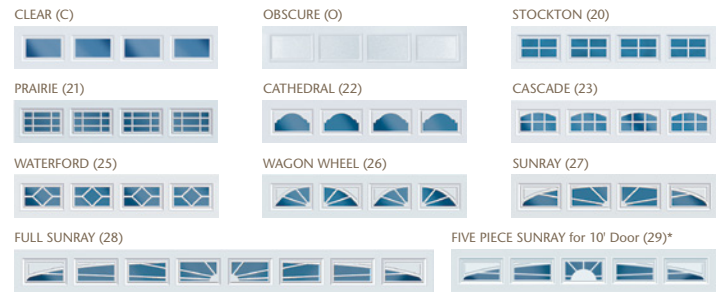 CLEAR (C)
OBSCURE (O)
STOCKTON (20)
PRAIRIE (21)
CATHEDRAL (22)
CASCADE (23)
WATERFORD (25)
WAGON WHEEL (26)
SUNRAY (27)
FULL SUNRAY (28)
FIVE PIECE SUNRAY for 10' Door (29)*